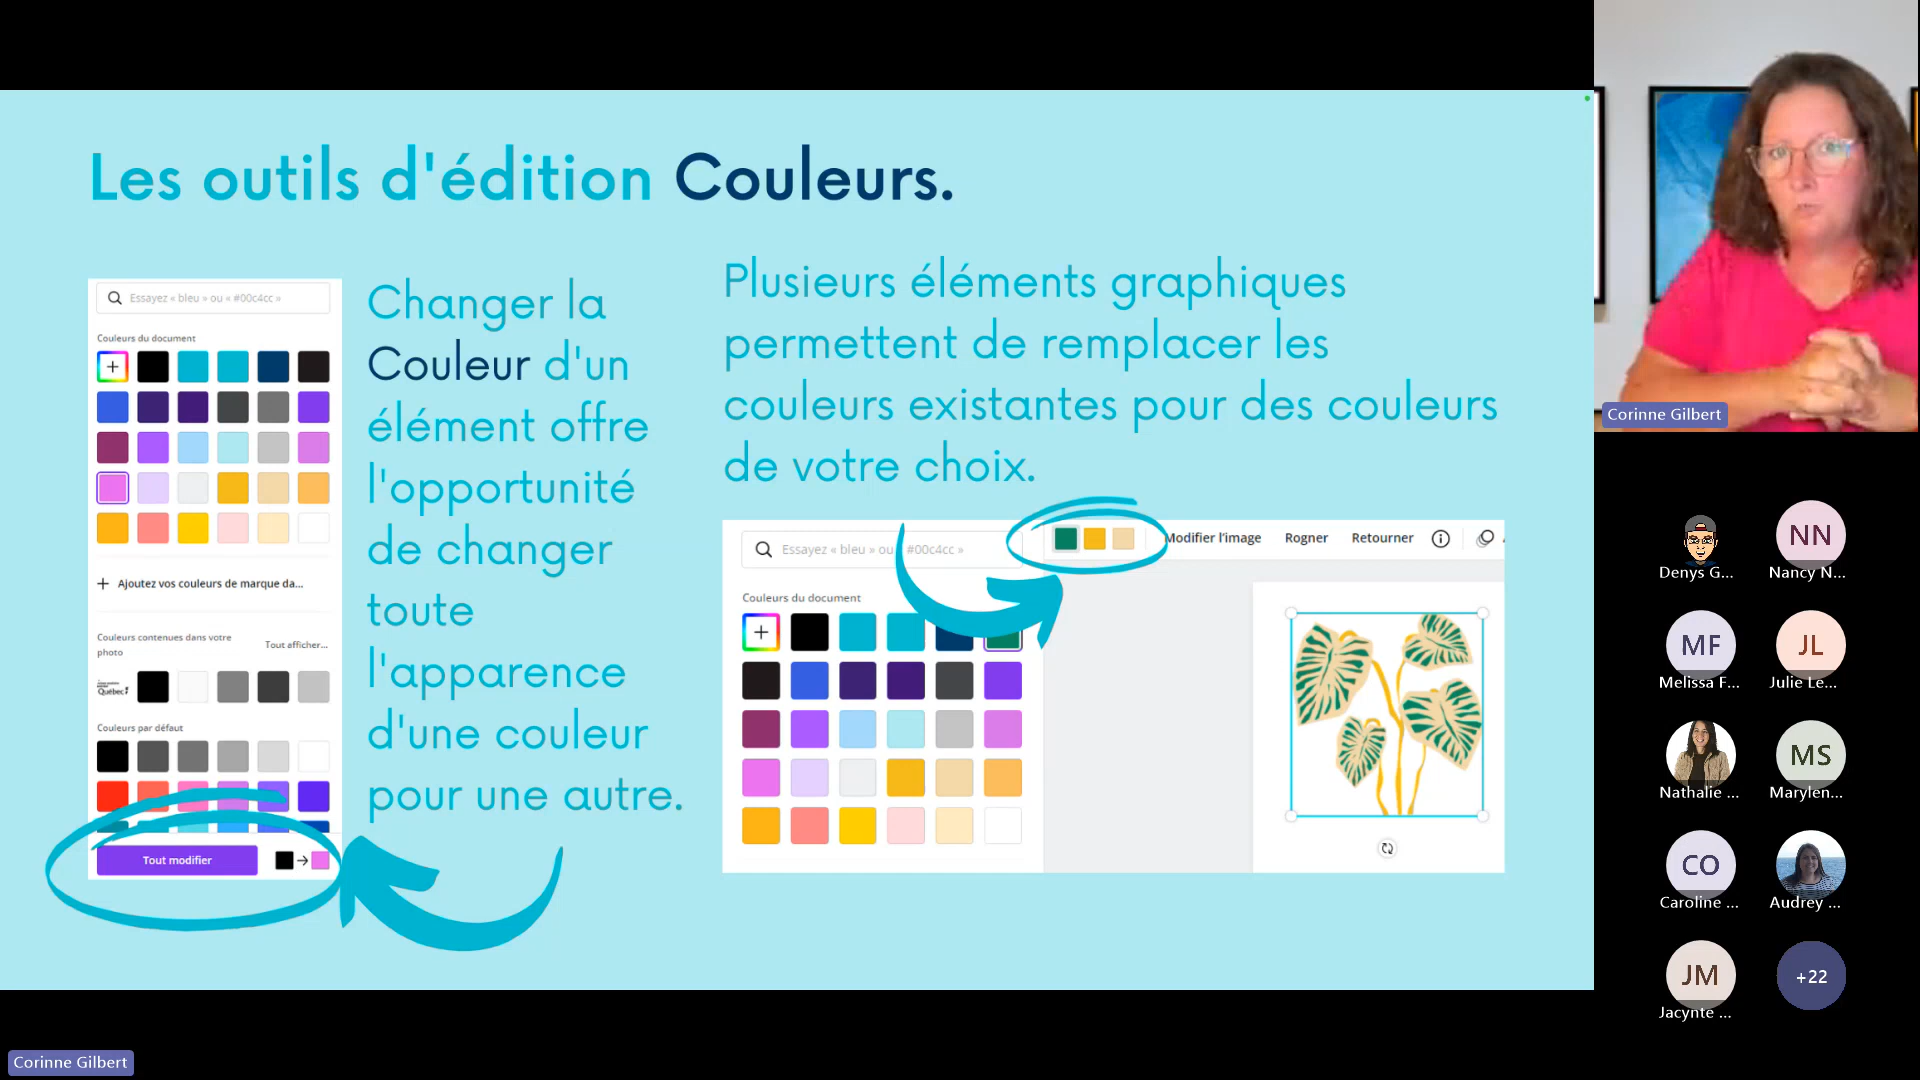 Les outils d'édition Couleurs.
Essayez « bleu » ou « #00c4cc »
Couleurs du document
+ Ajoutez vos couleurs de marque da...
Couleurs contenues dans votre
photo
Tout afficher...
Québec
Couleurs par défaut
Tout modifier
Changer la
Couleur d'un
élément offre
l'opportunité
de changer
toute
l'apparence
d'une couleur
pour une autre.
Plusieurs éléments graphiques
permettent de remplacer les
couleurs existantes pour des couleurs
de votre choix.
Essayez « bleu » ou #00c4cc »
Modifier l'image
Rogner
Retourner
Couleurs du document
Corinne Gilbert
Denys G...
NN
Nancy N...
MF
Melissa F...
JL
Julie Le...
Nathalie ...
MS
Marylen...
CO
Caroline ...
Audrey ...
JM
Jacynte ...
+22
Corinne Gilbert